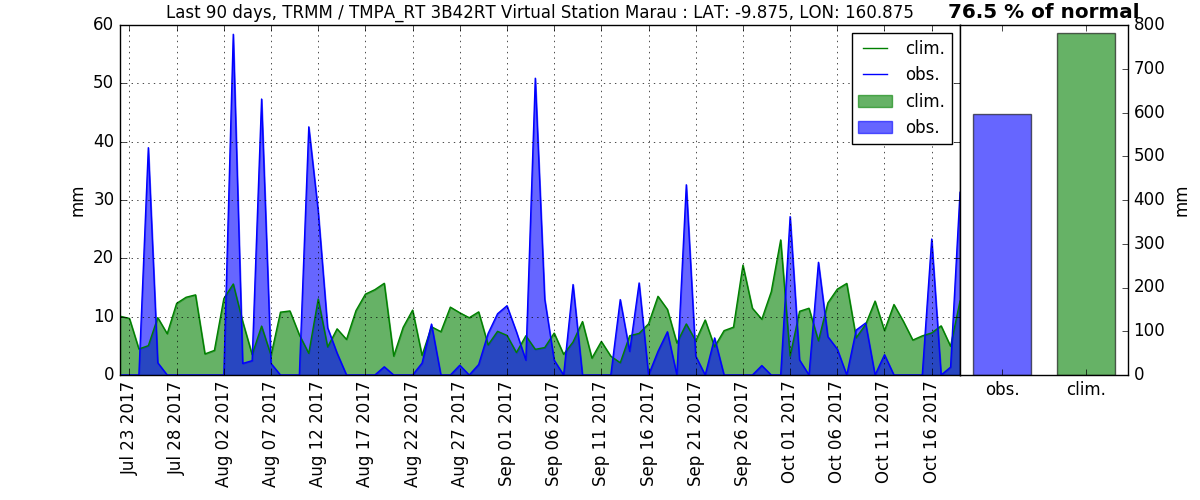 Last 90 days, TRMM / TMPA_RT 3B42RT Virtual Station Marau : LAT: -9.875, LON: 160.875
76.5 % of normal
60
50
40
30
20
10
0
mm
clim.
obs.
clim.
obs.
800
700
600
500
400
300
200
100
0
mm
Jul 23 2017
Jul 28 2017
Aug 02 2017
Aug 07 2017
Aug 12 2017
Aug 17 2017
Aug 22 2017
Aug 27 2017
Sep 01 2017
Sep 06 2017
Sep 11 2017
Sep 16 2017
Sep 21 2017
Sep 26 2017
Oct 01 2017
Oct 06 2017
Oct 11 2017
Oct 16 2017
obs.
clim.